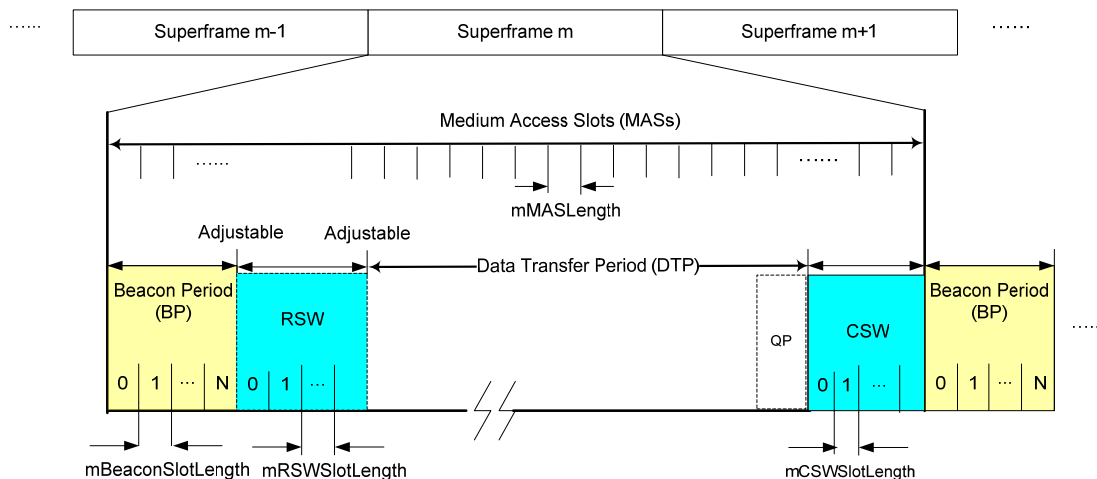 ......
Superframe m-1
Superframe m
Superframe m+1
......
Medium Access Slots (MASs)
......
......
mMASLength
Adjustable
Adjustable
Data Transfer Period (DTP)
Beacon Period
(BP)
RSW
QP
CSW
Beacon Period
(BP)
......
0 1 ... N
0 1 ...
0 1 ...
0 1 ... N
mBeaconSlotLength
mRSWSlotLength
mCSWSlotLength